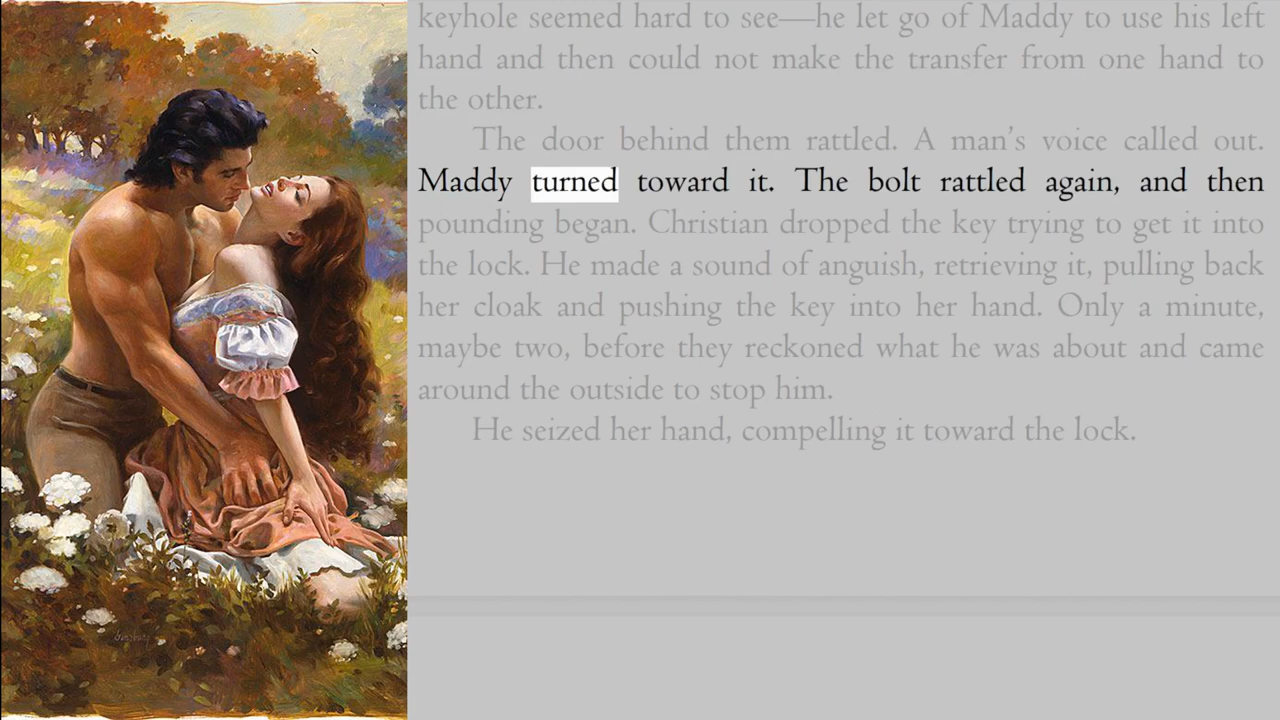 keyhole seemed hard to see—he let go of Maddy to use his left
hand and then could not make the transfer from one hand to
the other.
The door behind them rattled. A man’s voice called out.
Maddy turned toward it. The bolt rattled again, and then
pounding began. Christian dropped the key trying to get it into
the lock. He made a sound of anguish, retrieving it, pulling back
her cloak and pushing the key into her hand. Only a minute,
maybe two, before they reckoned what he was about and came
around the outside to stop him.
He seized her hand, compelling it toward the lock.